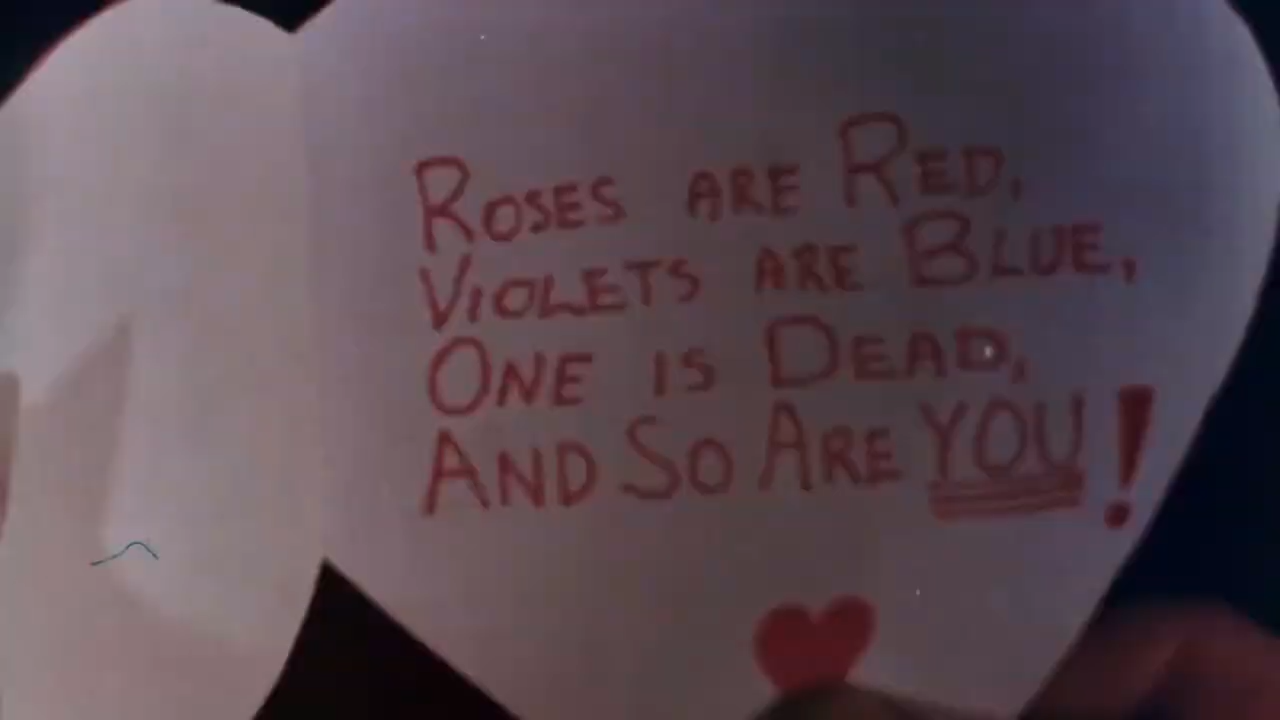 ROSES ARE RED,
VIOLETS ARE BLUE,
ONE IS DEAD,
AND SO ARE YOU!